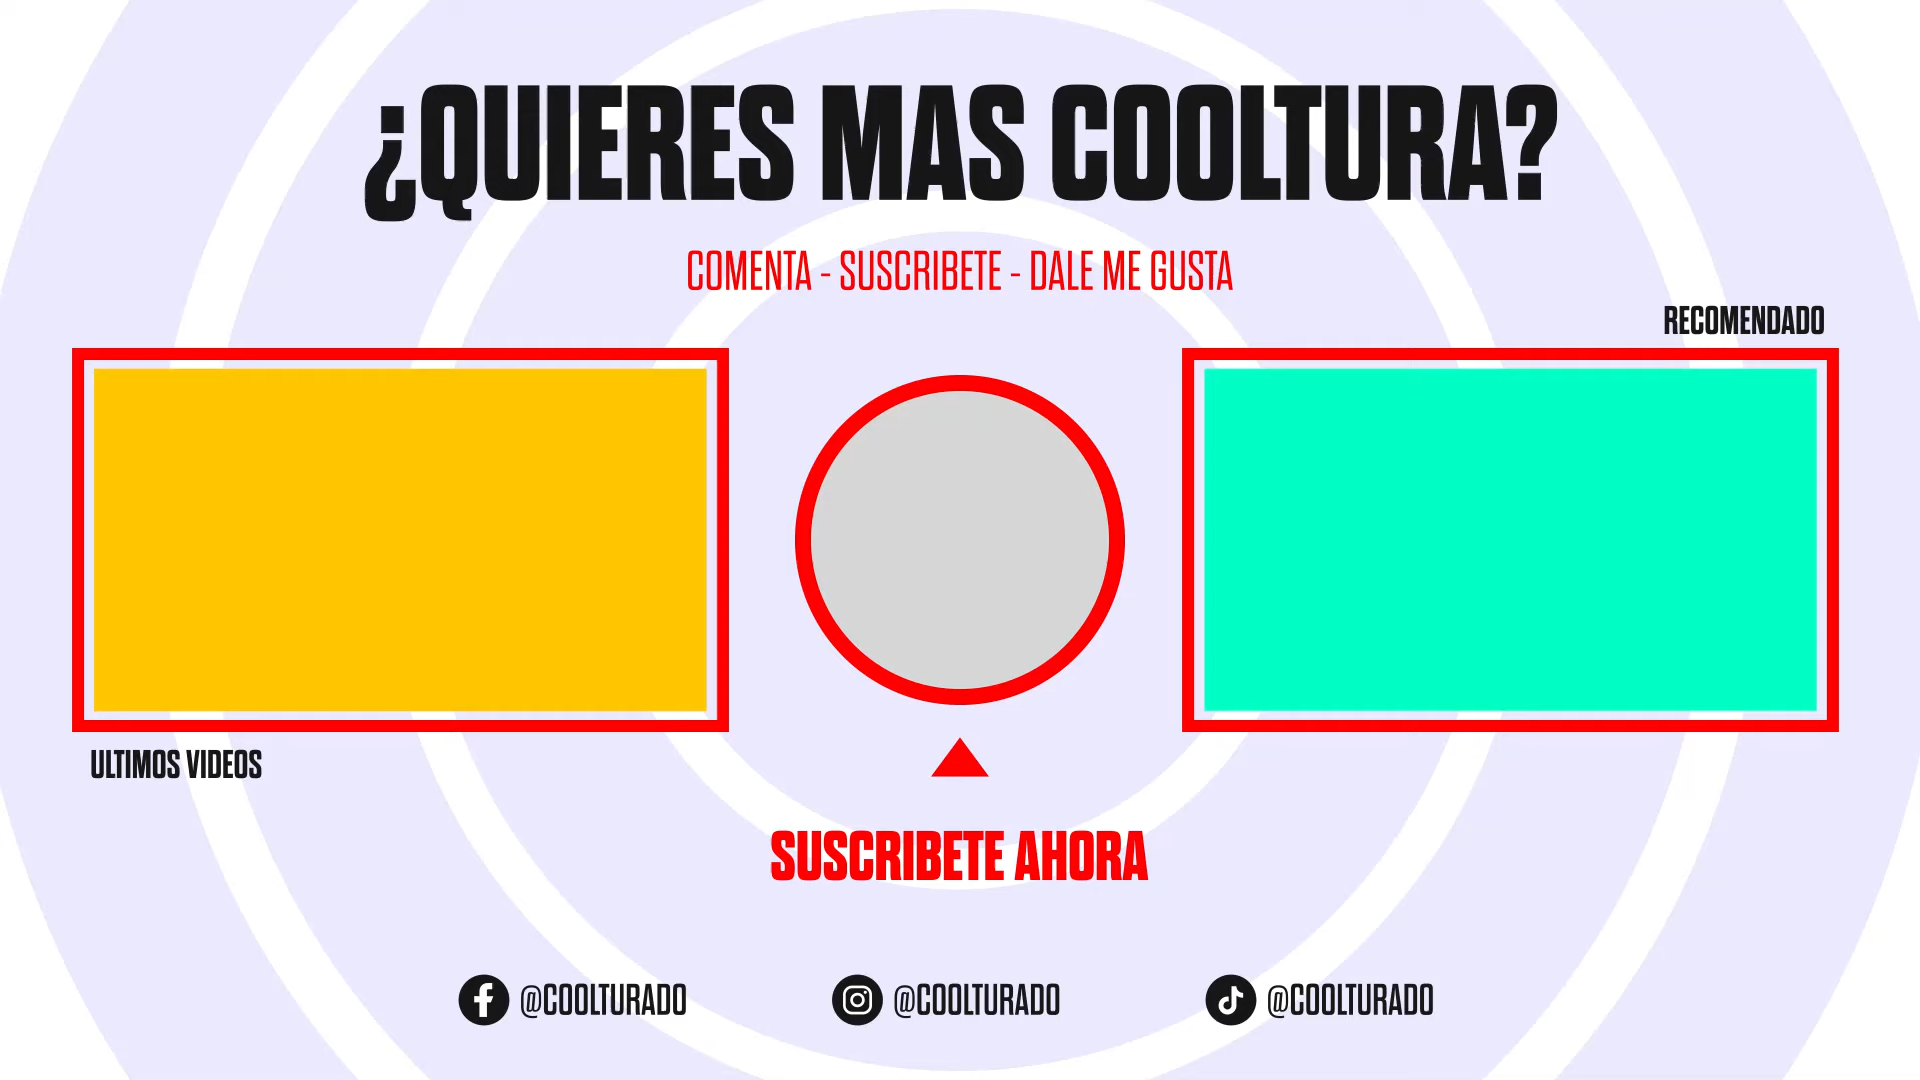 ¿QUIERES MAS COOLTURA?
COMENTA - SUSCRIBETE - DALE ME GUSTA
RECOMENDADO
ULTIMOS VIDEOS
SUSCRIBETE AHORA
@COOLTURADO
@COOLTURADO
@COOLTURADO